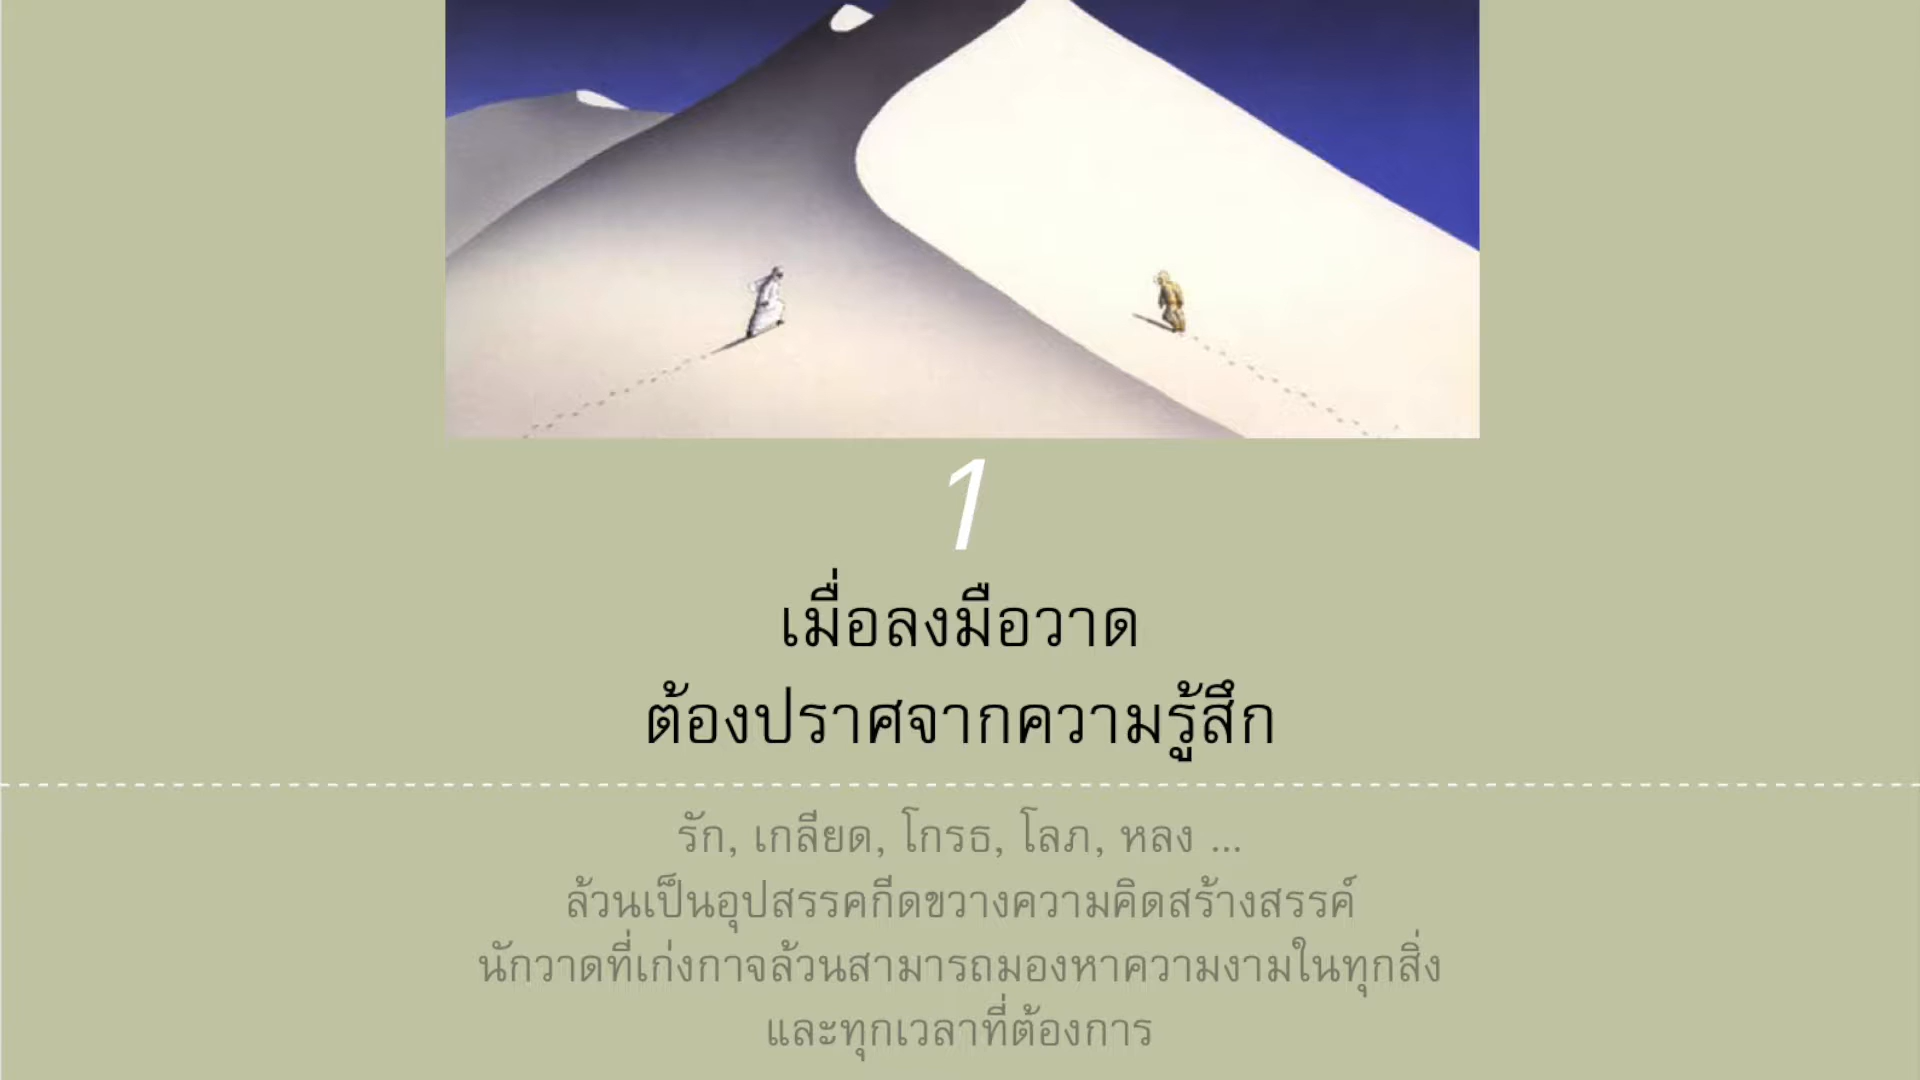 1
เมื่อลงมือวาด
ต้องปราศจากความรู้สึก
รัก, เกลียด, โกรธ, โลภ, หลง ...
ล้วนเป็นอุปสรรคกีดขวางความคิดสร้างสรรค์
นักวาดที่เก่งกาจล้วนสามารถมองหาความงามในทุกสิ่ง
และทุกเวลาที่ต้องการ